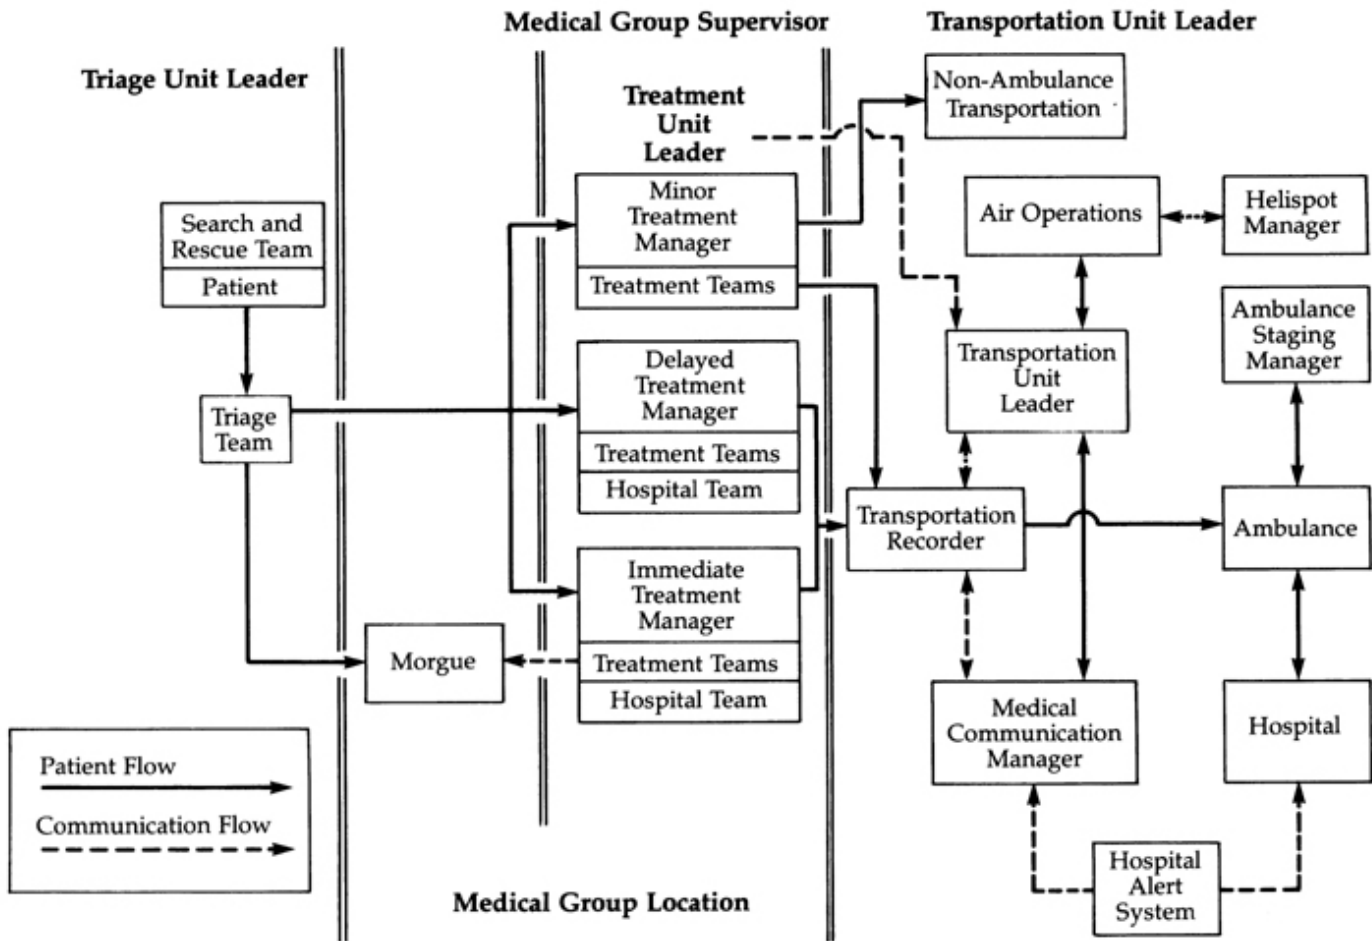 Medical Group Supervisor
Transportation Unit Leader
Triage Unit Leader
Treatment
Unit
Leader
Non-Ambulance
Transportation
Search and
Rescue Team
Patient
Minor
Treatment
Manager
Treatment Teams
Air Operations
Helispot
Manager
Ambulance
Staging
Manager
Triage
Team
Delayed
Treatment
Manager
Treatment Teams
Hospital Team
Transportation
Unit
Leader
Transportation
Recorder
Ambulance
Immediate
Treatment
Manager
Treatment Teams
Hospital Team
Morgue
Medical
Communication
Manager
Hospital
Patient Flow
Communication Flow
Hospital
Alert
System
Medical Group Location